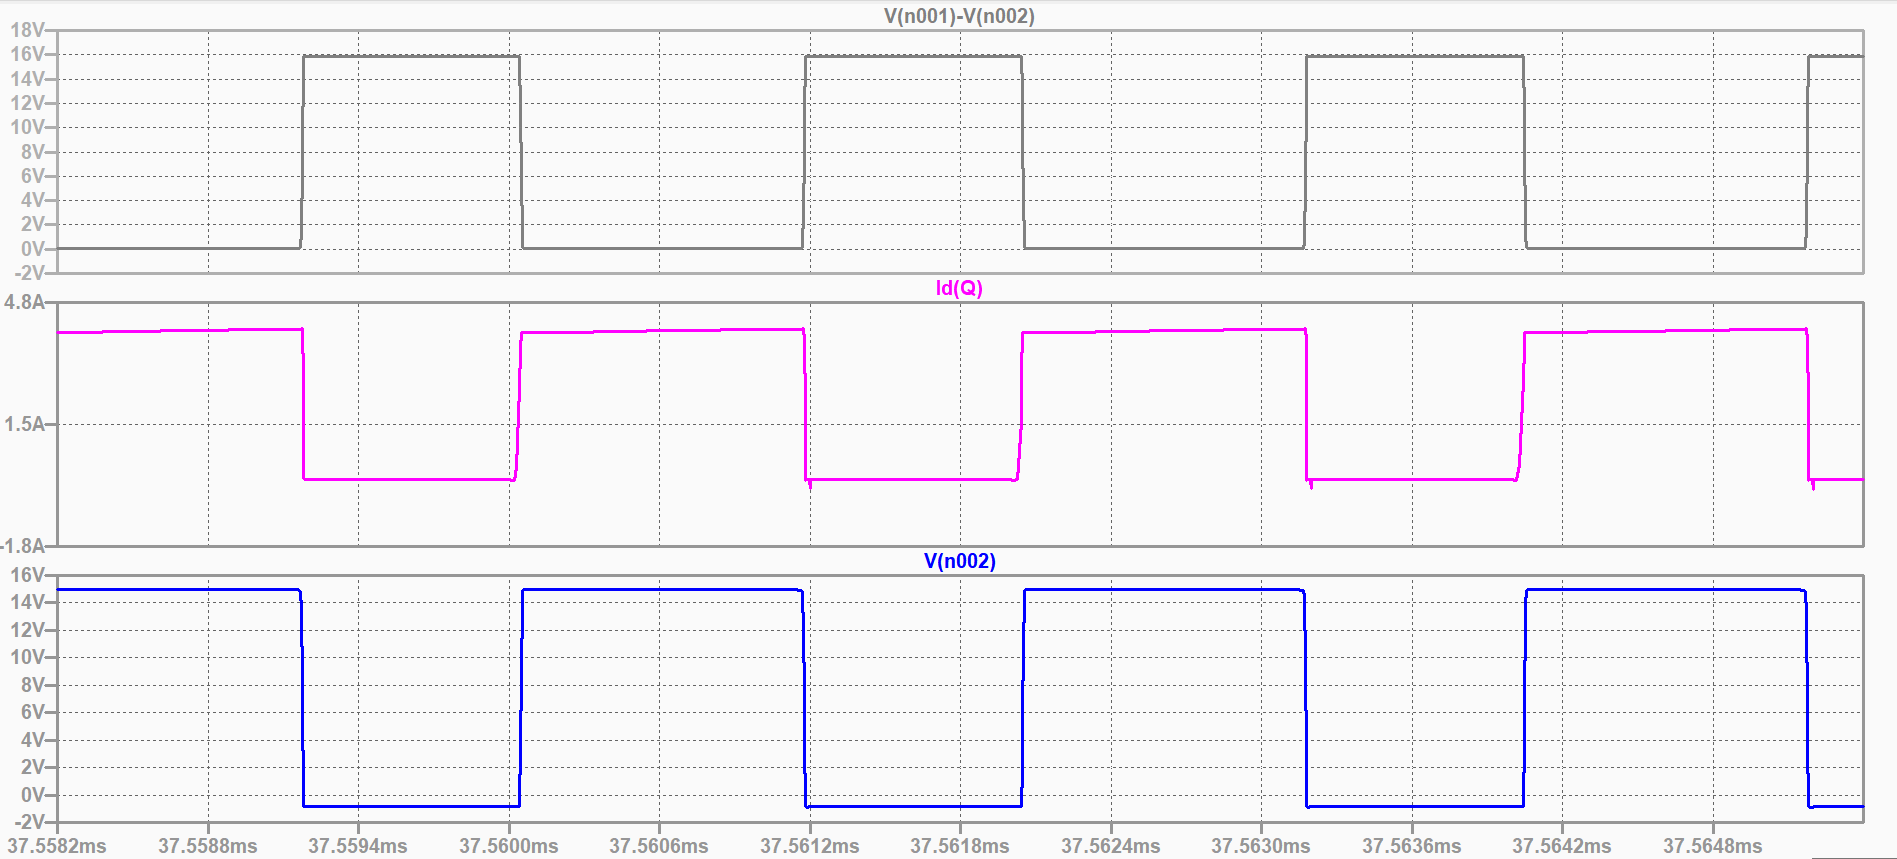 V(n001)-V(n002)
18V
16V
14V
12V
10V
8V
6V
4V
2V
0V
-2V
Id(Q)
4.8A
1.5A
-1.8A
V(n002)
16V
14V
12V
10V
8V
6V
4V
2V
0V
-2V
37.5582ms 37.5588ms 37.5594ms 37.5600ms 37.5606ms 37.5612ms 37.5618ms 37.5624ms 37.5630ms 37.5636ms 37.5642ms 37.5648ms